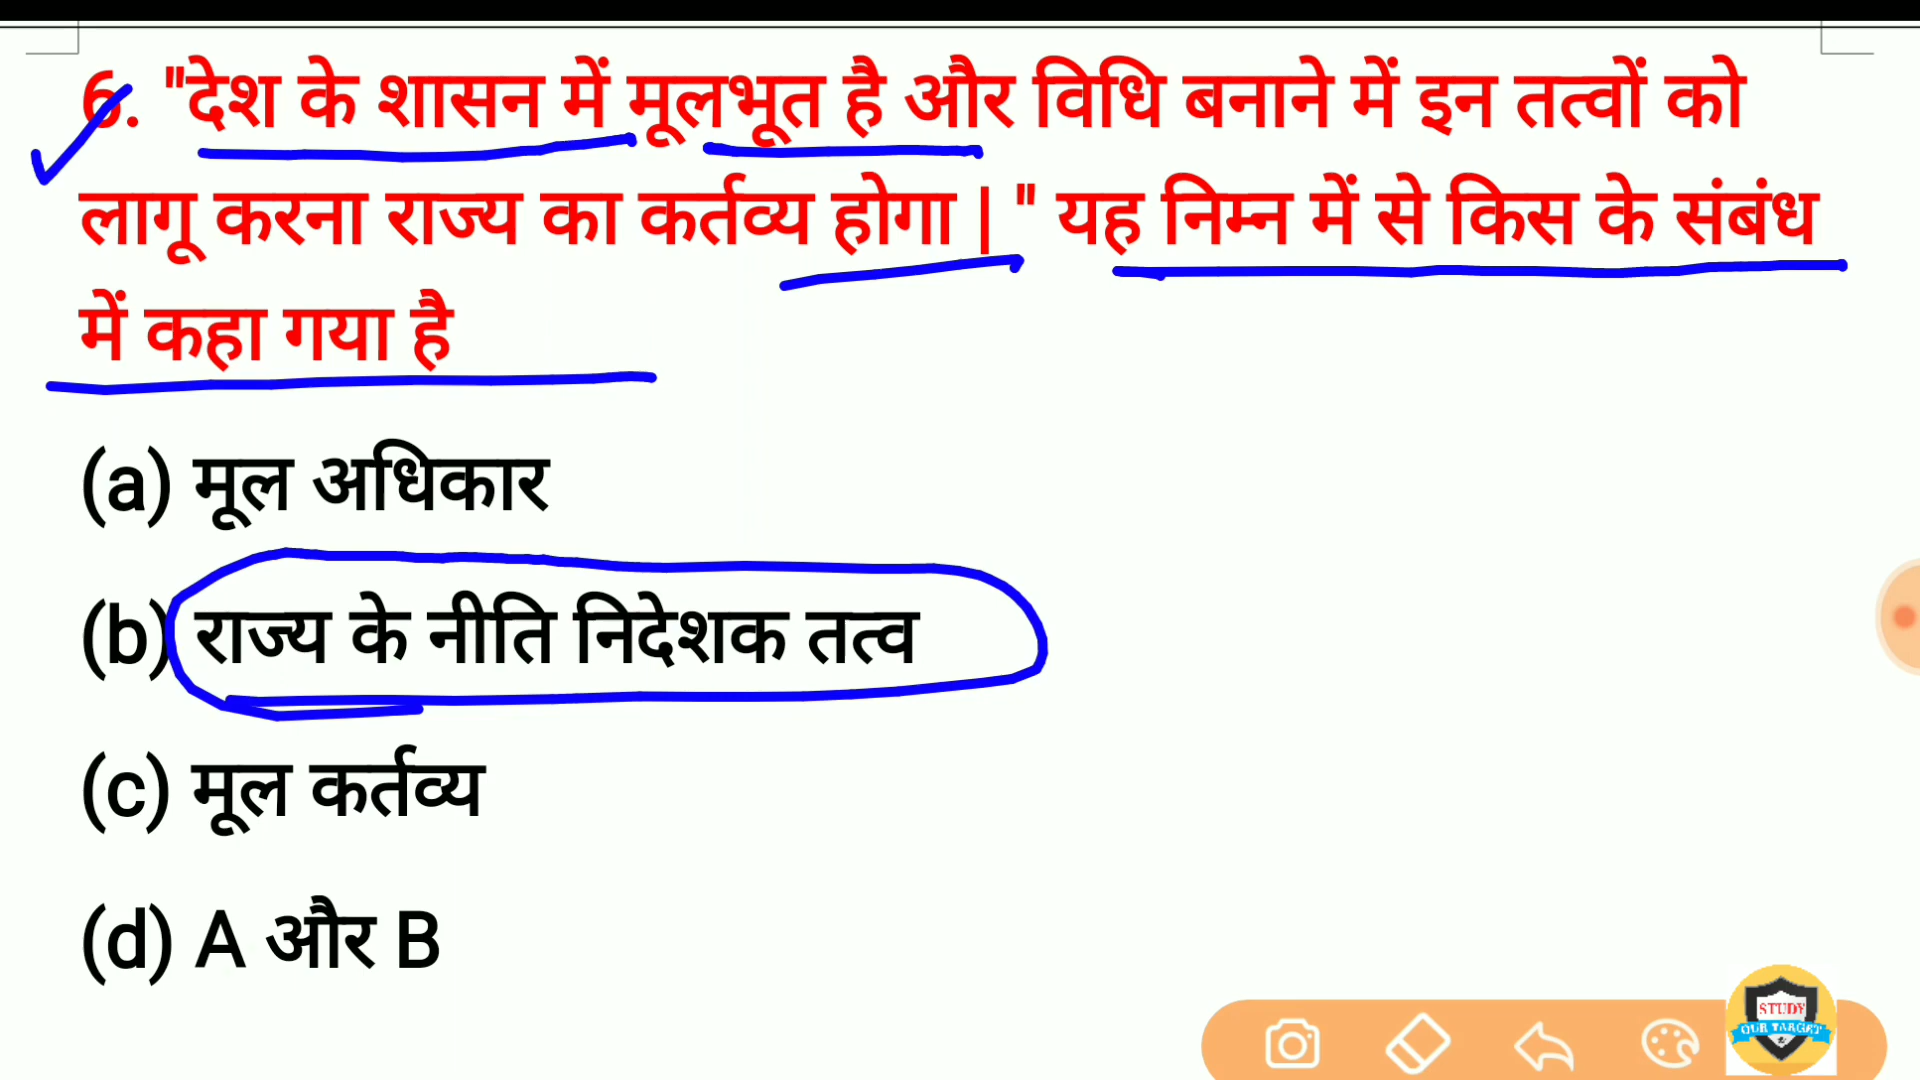 6. "देश के शासन में मूलभूत है और विधि बनाने में इन तत्वों को
लागू करना राज्य का कर्तव्य होगा | " यह निम्न में से किस के संबंध
में कहा गया है
(a) मूल अधिकार
(b) राज्य के नीति निदेशक तत्व
(c) मूल कर्तव्य
(d) A और B
STUDY
OUR TARGET